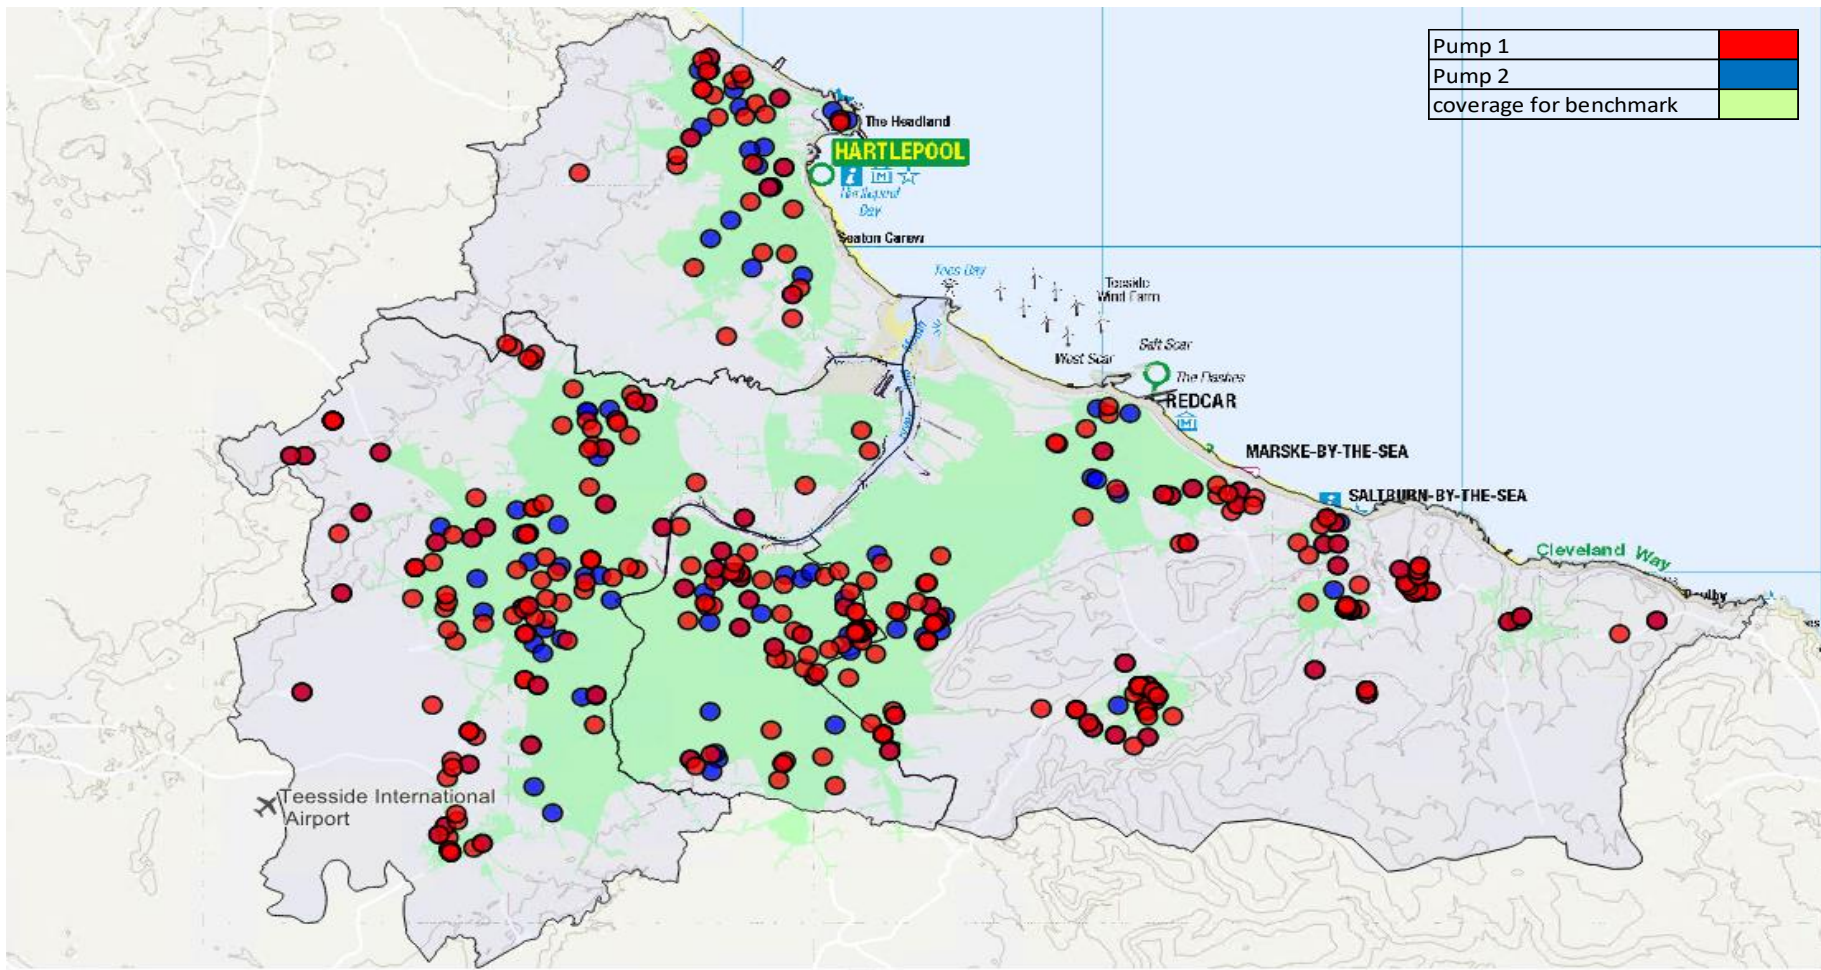 Pump 1
Pump 2
coverage for benchmark
The Headland
HARTLEPOOL
Seaton Carew
Tees Bay
Teesside
Wind Farm
West Scar
Salt Scar
The Flashes
REDCAR
MARSKE-BY-THE-SEA
SALTBURN-BY-THE-SEA
Cleveland Way
Teesside International
Airport